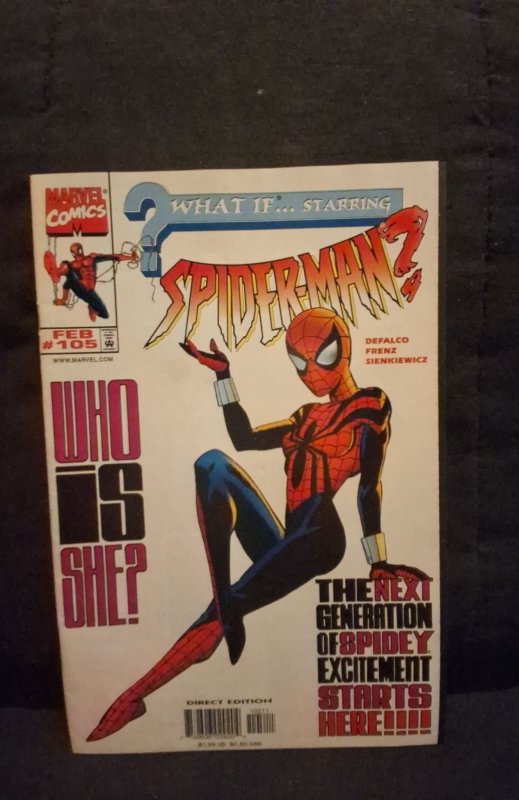 MARVEL
COMICS
M
FEB
#105
WWW.MARVEL.COM
? WHAT IF... STARRING
SPIDER-MAN?
DEFALCO
FRENZ
SIENKIEWICZ
WHO
iS
SHE?
THE NEXT
GENERATION
OF SPIDEY
EXCITEMENT
STARTS
HERE!!!!
DIRECT EDITION